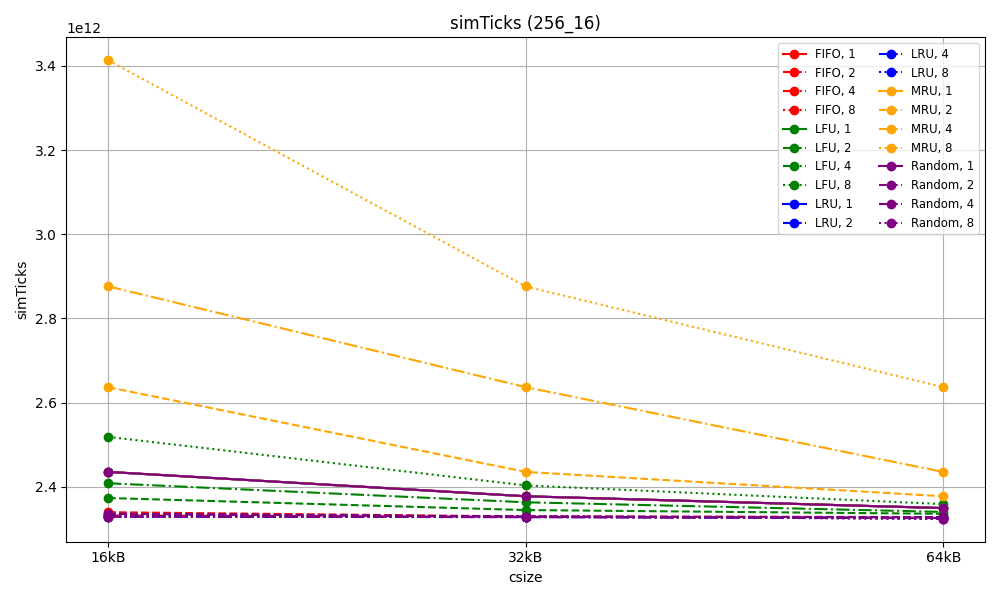 simTicks (256_16)
1e12
3.4
3.2
3.0
2.8
2.6
2.4
simTicks
16kB
32kB
64kB
csize
FIFO, 1
FIFO, 2
FIFO, 4
FIFO, 8
LFU, 1
LFU, 2
LFU, 4
LFU, 8
LRU, 1
LRU, 2
LRU, 4
LRU, 8
MRU, 1
MRU, 2
MRU, 4
MRU, 8
Random, 1
Random, 2
Random, 4
Random, 8